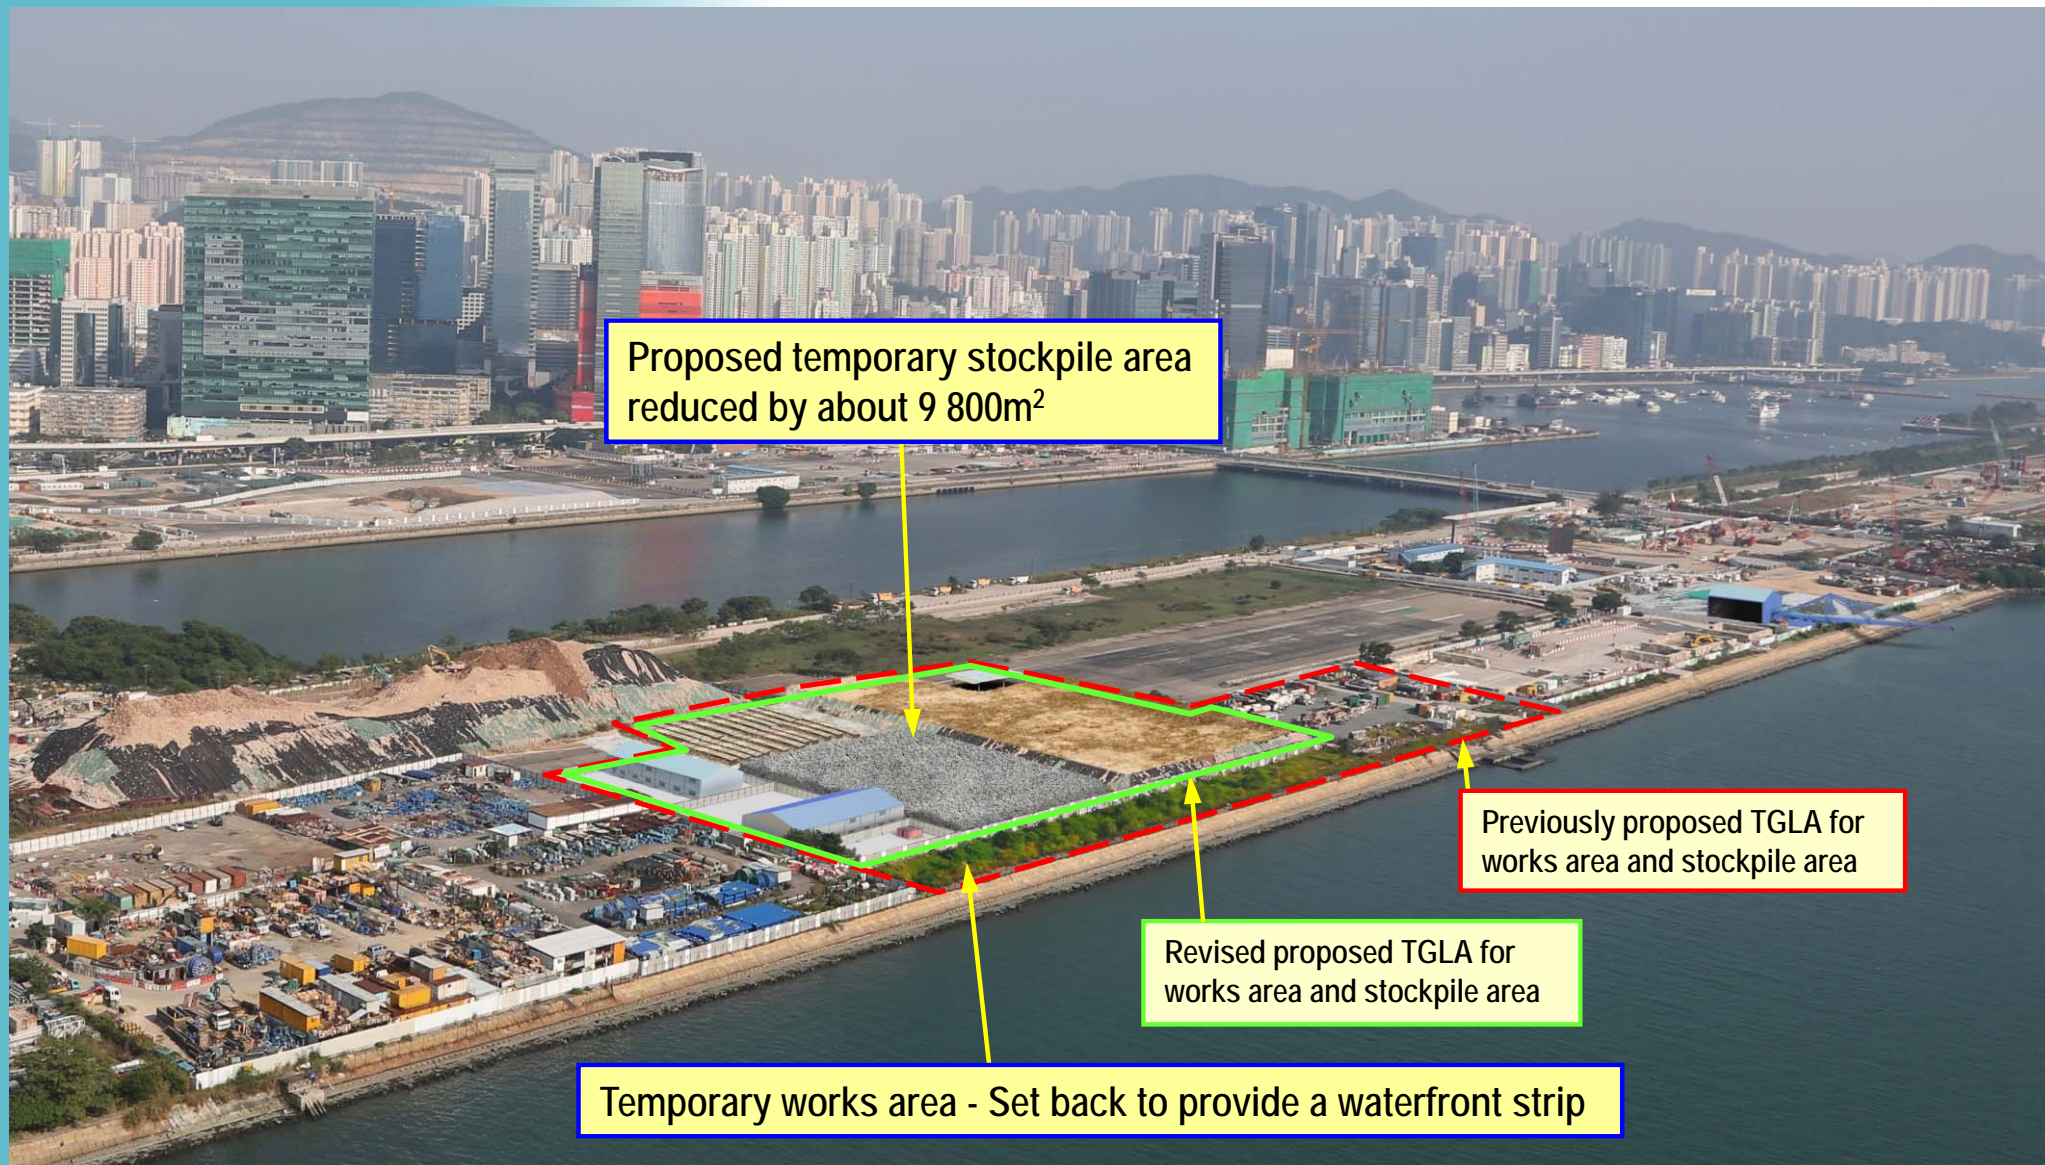 Proposed temporary stockpile area
reduced by about 9 800m²
Previously proposed TGLA for
works area and stockpile area
Revised proposed TGLA for
works area and stockpile area
Temporary works area - Set back to provide a waterfront strip